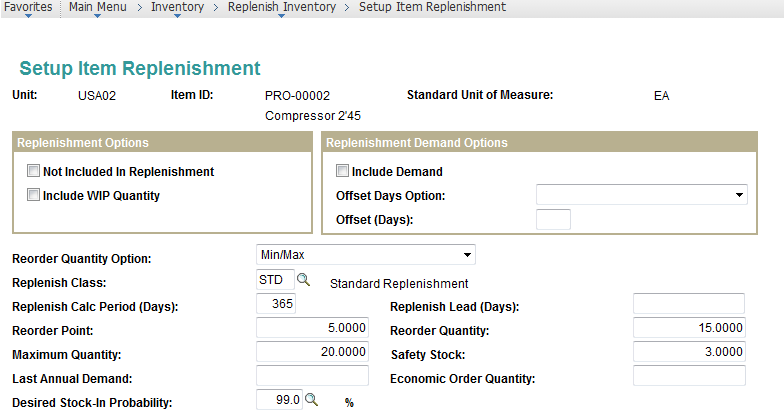 Favorites Main Menu > Inventory > Replenish Inventory > Setup Item Replenishment
Setup Item Replenishment
Unit: USA02 Item ID: PRO-00002 Standard Unit of Measure: EA
Compressor 2'45
Replenishment Options Replenishment Demand Options
Not Included In Replenishment Include Demand
Include WIP Quantity Offset Days Option:
Offset (Days):
Reorder Quantity Option: Min/Max
Replenish Class: STD Standard Replenishment
Replenish Calc Period (Days): 365 Replenish Lead (Days):
Reorder Point: 5.0000 Reorder Quantity: 15.0000
Maximum Quantity: 20.0000 Safety Stock: 3.0000
Last Annual Demand: Economic Order Quantity:
Desired Stock-In Probability: 99.0 %